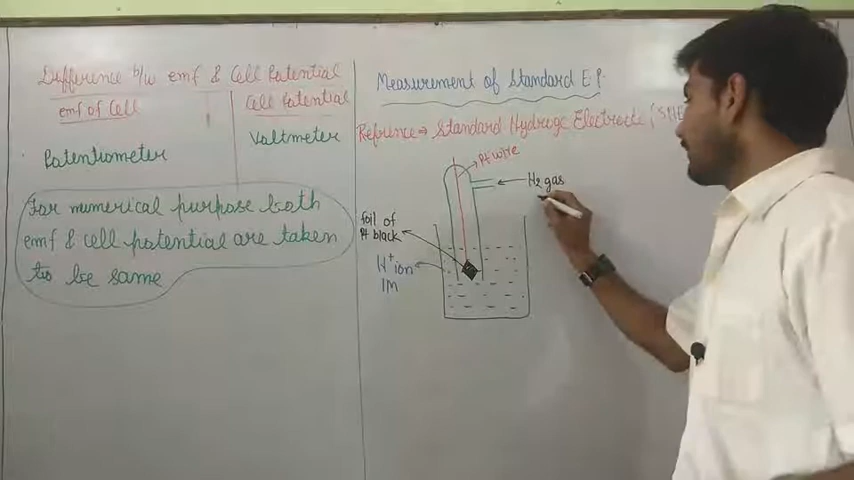 Difference b/w emf & Cell Potential
emf of Cell
Cell Potential
Potentiometer
Voltmeter
For numerical purpose both
emf & cell potential are taken
to be same
Measurement of Standard E.P.
Refrence → Standard Hydroge Electrode, (SHE
Pt wire
H2 gas
foil of
Pt black
H+ ion
1M